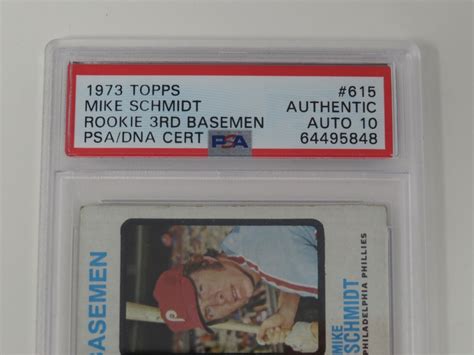 1973 TOPPS #615
MIKE SCHMIDT AUTHENTIC
ROOKIE 3RD BASEMEN AUTO 10
PSA/DNA CERT PSA 64495848
BASEMEN
P
MIKE
SCHMIDT
PHILADELPHIA PHILLIES